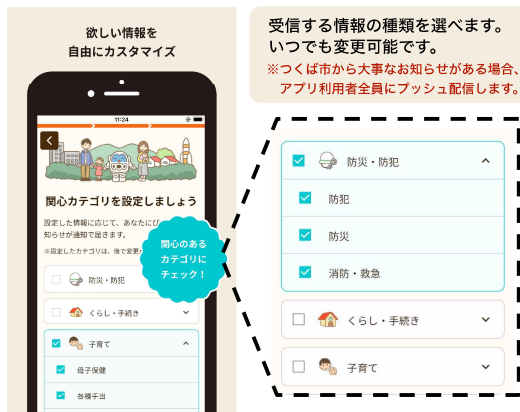 欲しい情報を
自由にカスタマイズ
11:24
関心カテゴリを設定しましょう
設定した情報に応じて、あなたにぴ
知らせが通知で届きます。
※設定したカテゴリは、後で変更
防災・防犯
くらし・手続き
子育て
母子保健
各種手当
関心のある
カテゴリに
チェック！
受信する情報の種類を選べます。
いつでも変更可能です。
※つくば市から大事なお知らせがある場合、
アプリ利用者全員にプッシュ配信します。
防災・防犯
防犯
防災
消防・救急
くらし・手続き
子育て